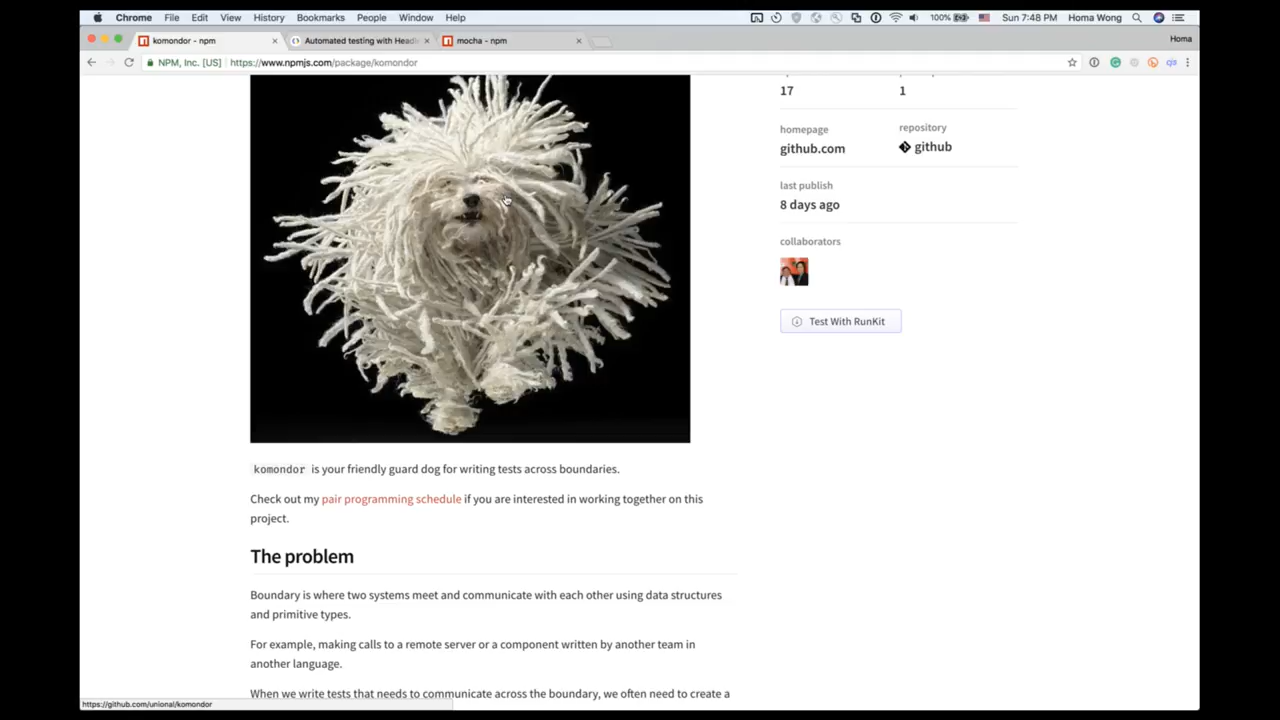 Chrome File Edit View History Bookmarks People Window Help 100% Sun 7:48 PM Homa Wong
komondor - npm Automated testing with Headle mocha - npm Homa
NPM, Inc. [US] https://www.npmjs.com/package/komondor
17 1
homepage repository
github.com github
last publish
8 days ago
collaborators
Test With RunKit
komondor is your friendly guard dog for writing tests across boundaries.
Check out my pair programming schedule if you are interested in working together on this
project.
The problem
Boundary is where two systems meet and communicate with each other using data structures
and primitive types.
For example, making calls to a remote server or a component written by another team in
another language.
When we write tests that needs to communicate across the boundary, we often need to create a
https://github.com/unional/komondor